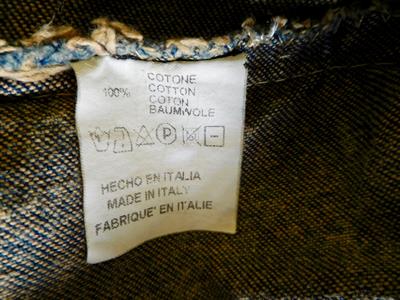 COTONE
100% COTTON
COTON
BAUMWOLE
P
HECHO EN ITALIA
MADE IN ITALY
FABRIQUE' EN ITALIE